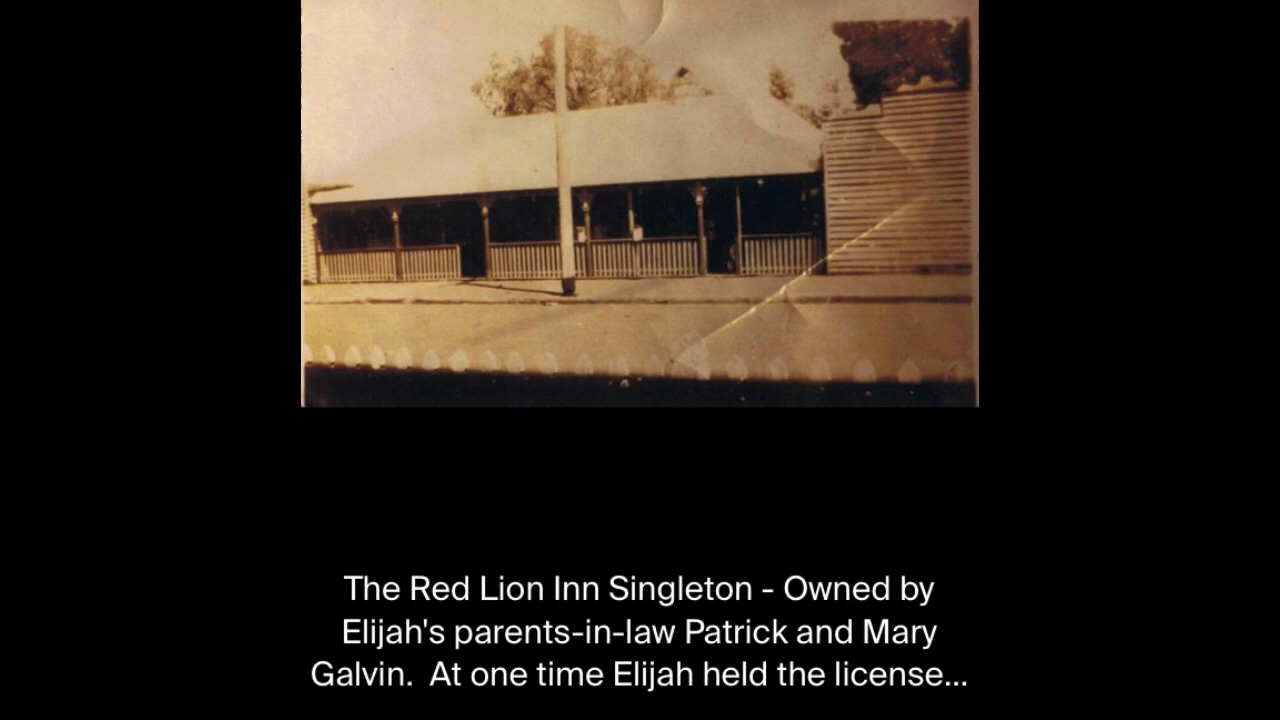 The Red Lion Inn Singleton - Owned by
Elijah's parents-in-law Patrick and Mary
Galvin.  At one time Elijah held the license...